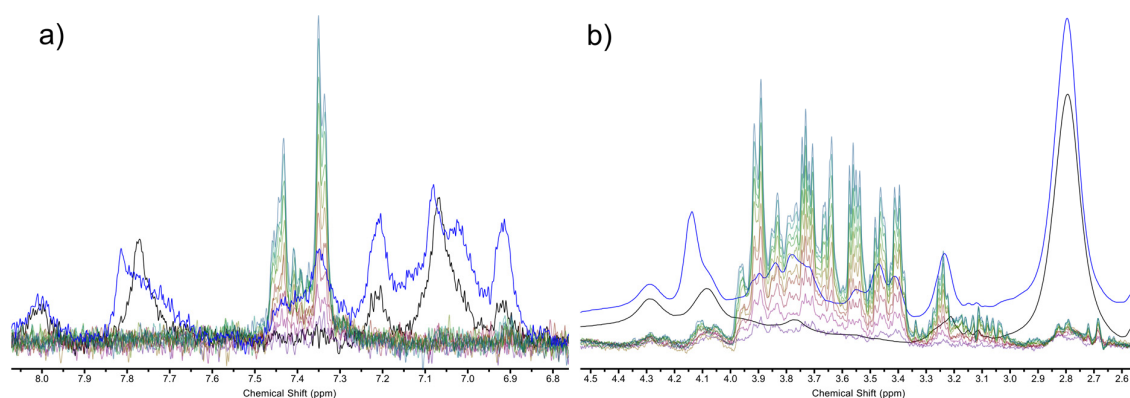 a)
b)
8.0 7.9 7.8 7.7 7.6 7.5 7.4 7.3 7.2 7.1 7.0 6.9 6.8
4.5 4.4 4.3 4.2 4.1 4.0 3.9 3.8 3.7 3.6 3.5 3.4 3.3 3.2 3.1 3.0 2.9 2.8 2.7 2.6
Chemical Shift (ppm)
Chemical Shift (ppm)